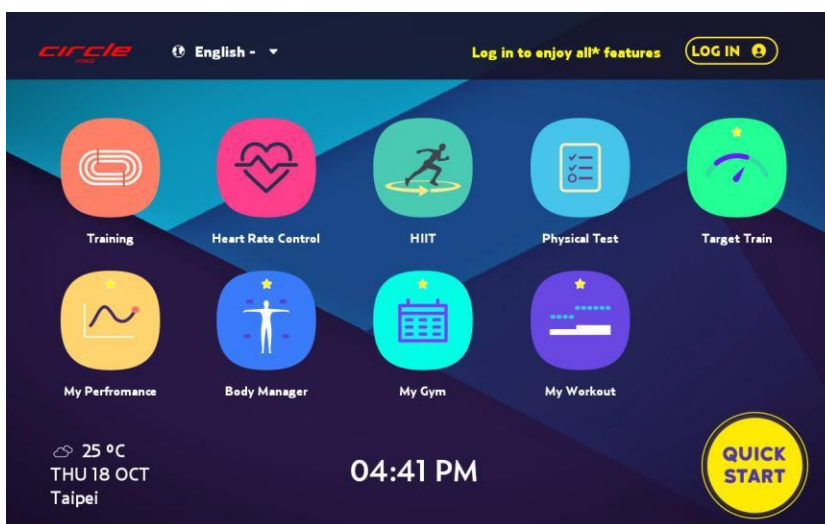 circle
English -
Log in to enjoy all* features
LOG IN
Training
Heart Rate Control
HIIT
Physical Test
Target Train
My Perfromance
Body Manager
My Gym
My Workout
25 °C
THU 18 OCT
Taipei
04:41 PM
QUICK
START